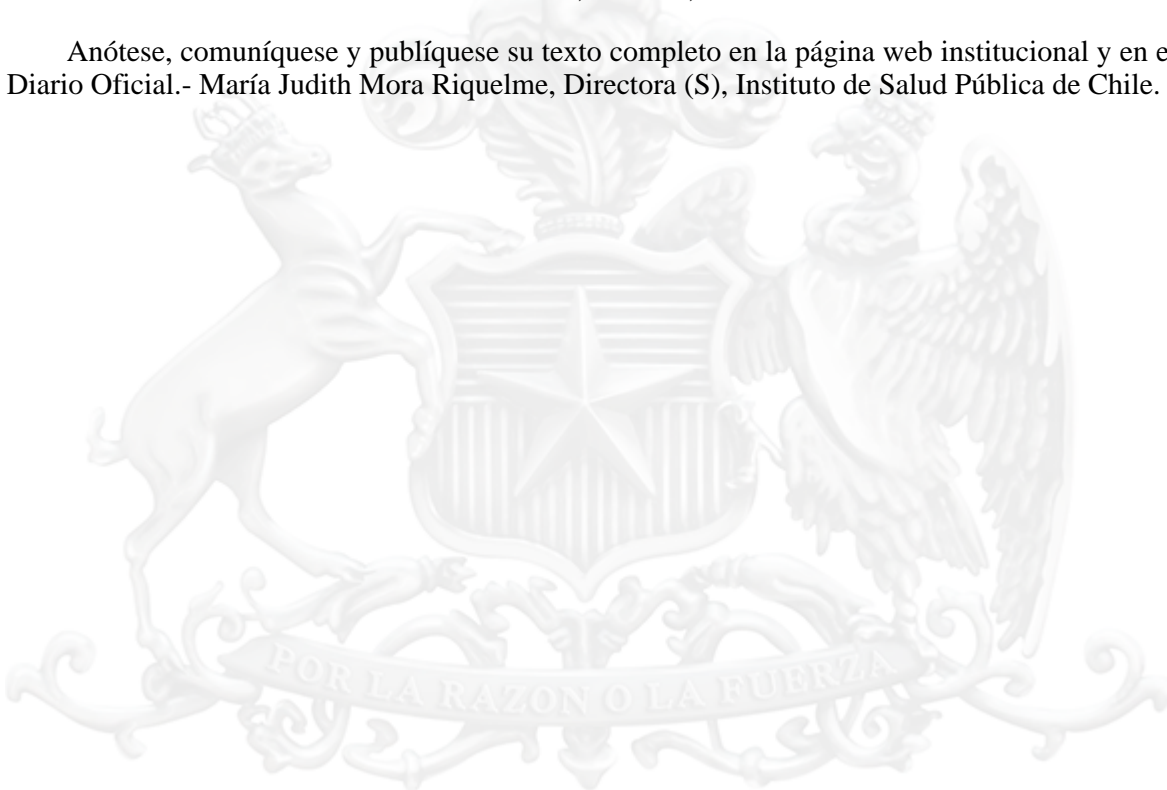 Anótese, comuníquese y publíquese su texto completo en la página web institucional y en e
Diario Oficial.- María Judith Mora Riquelme, Directora (S), Instituto de Salud Pública de Chile.
POR LA RAZON O LA FUERZA